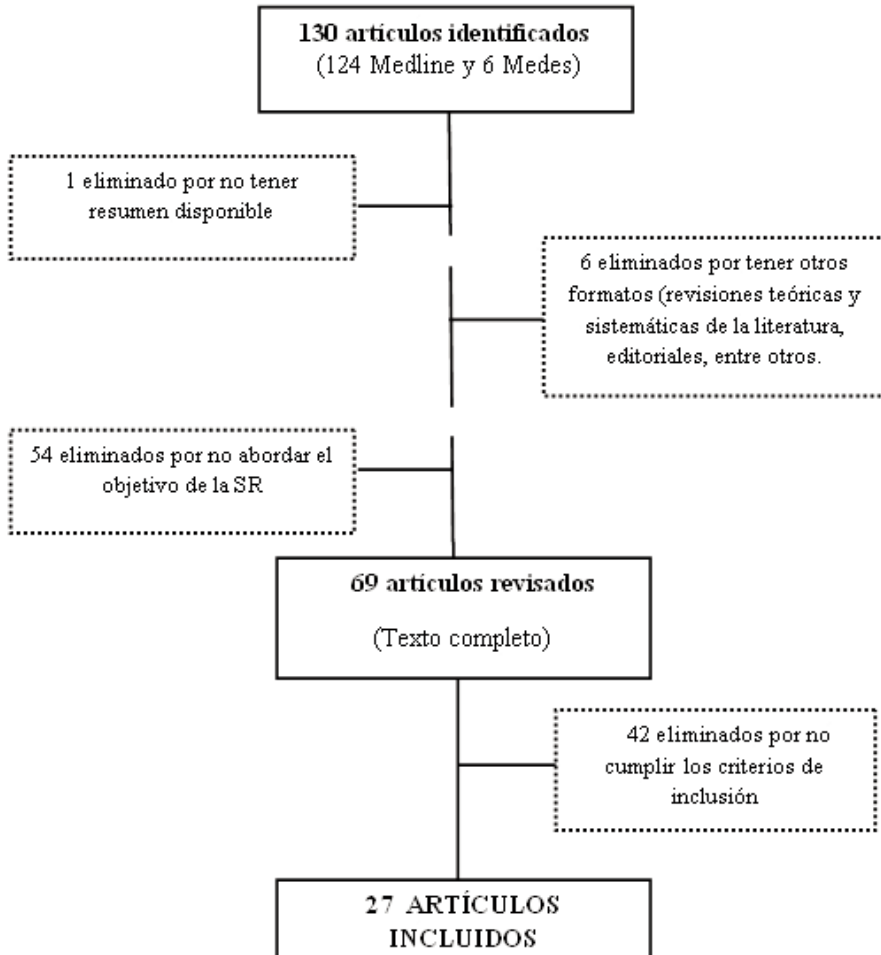 130 artículos identificados
(124 Medline y 6 Medes)
1 eliminado por no tener
resumen disponible
6 eliminados por tener otros
formatos (revisiones teóricas y
sistemáticas de la literatura,
editoriales, entre otros.
54 eliminados por no abordar el
objetivo de la SR
69 artículos revisados
(Texto completo)
42 eliminados por no
cumplir los criterios de
inclusión
27 ARTÍCULOS
INCLUIDOS